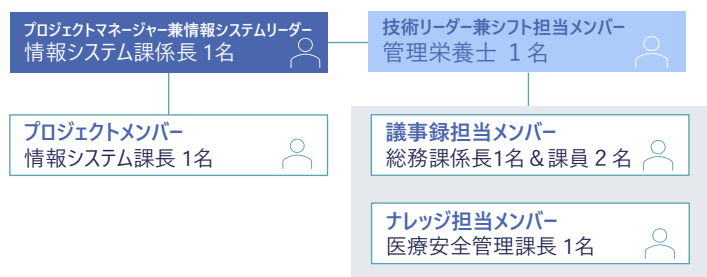 プロジェクトマネージャー兼情報システムリーダー
情報システム課係長 1名
技術リーダー兼シフト担当メンバー
管理栄養士 1 名
プロジェクトメンバー
情報システム課長 1名
議事録担当メンバー
総務課係長1名 & 課員 2 名
ナレッジ担当メンバー
医療安全管理課長 1名